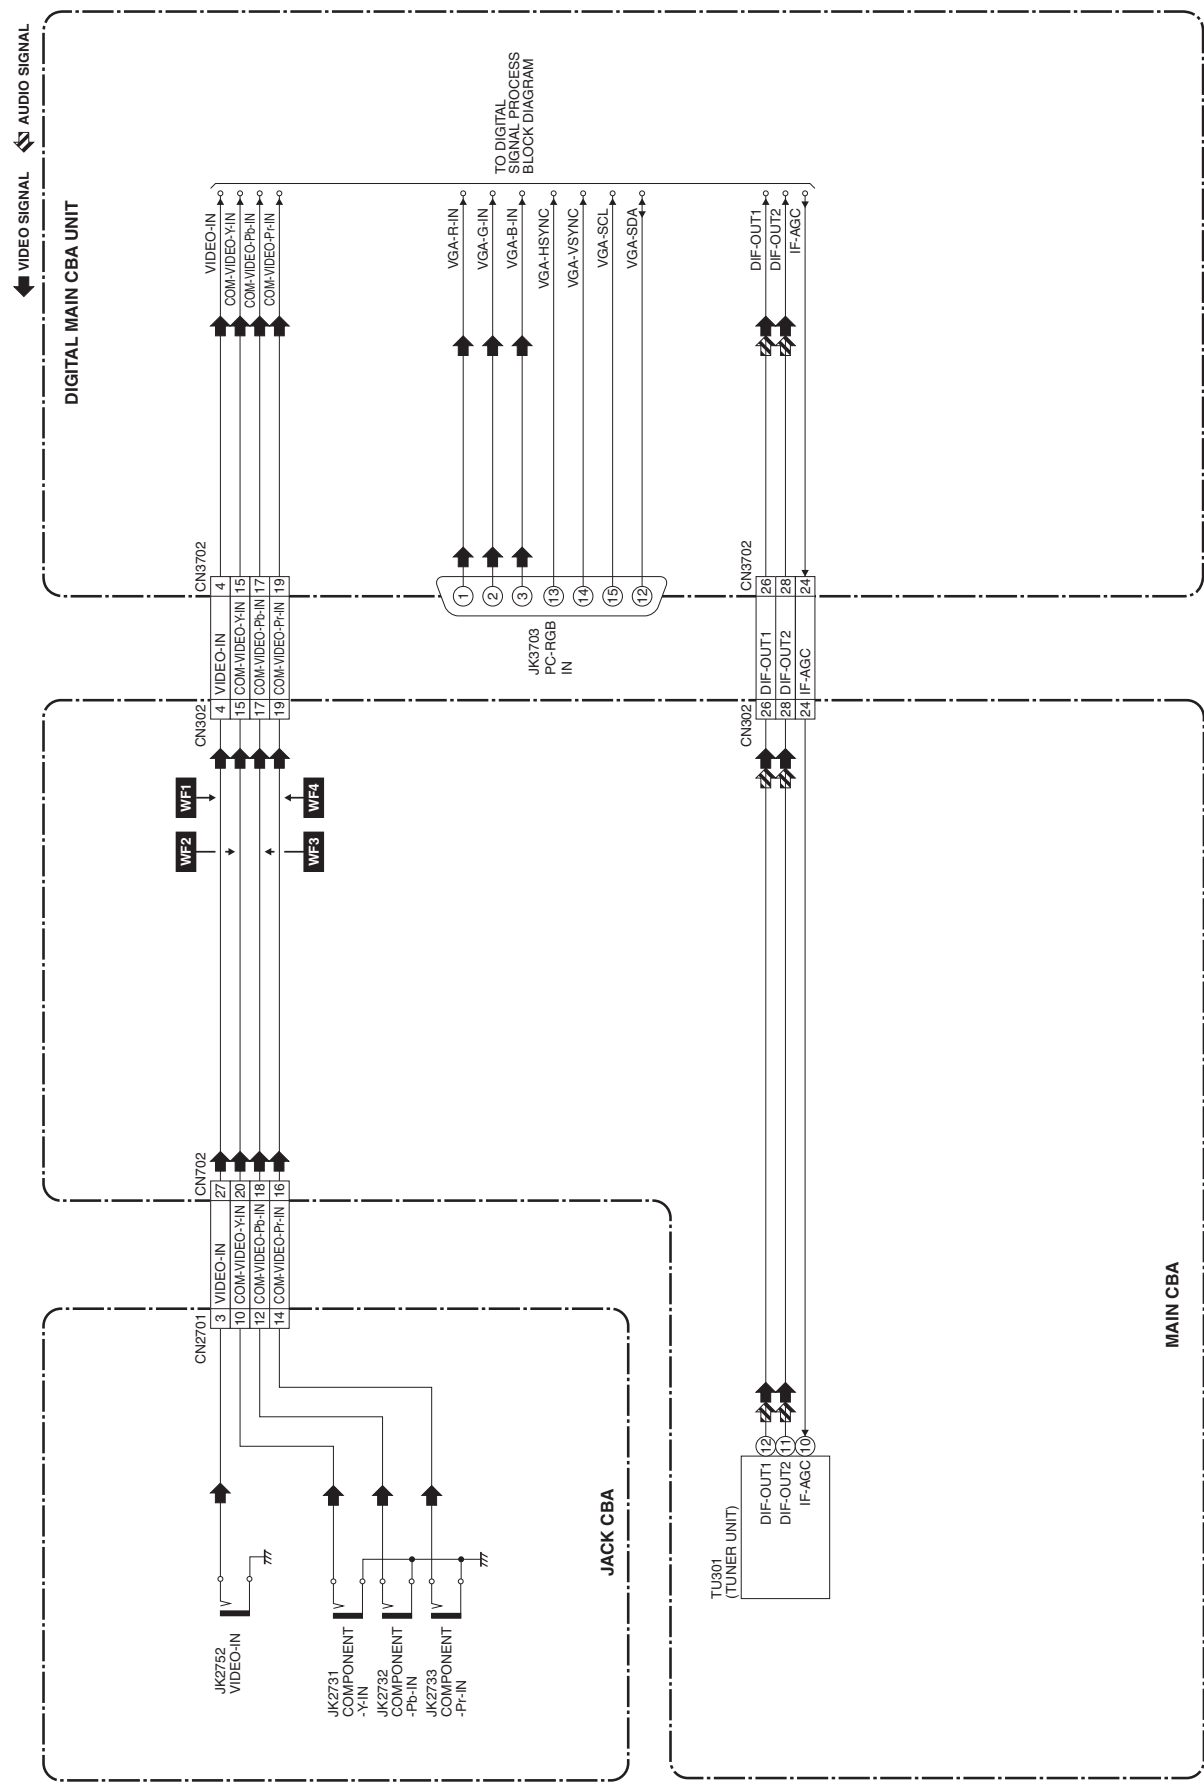 VIDEO SIGNAL
AUDIO SIGNAL
JACK CBA
JK2752
VIDEO-IN
JK2731
COMPONENT
-Y-IN
JK2732
COMPONENT
-Pb-IN
JK2733
COMPONENT
-Pr-IN
CN2701
CN702
3 VIDEO-IN 27
10 COM-VIDEO-Y-IN 20
12 COM-VIDEO-Pb-IN 18
14 COM-VIDEO-Pr-IN 16
MAIN CBA
WF2
WF1
WF3
WF4
TU301
(TUNER UNIT)
DIF-OUT1 12
DIF-OUT2 11
IF-AGC 10
CN302
CN3702
4 VIDEO-IN 4
15 COM-VIDEO-Y-IN 15
17 COM-VIDEO-Pb-IN 17
19 COM-VIDEO-Pr-IN 19
JK3703
PC-RGB
IN
1
2
3
13
14
15
12
CN302
CN3702
26 DIF-OUT1 26
28 DIF-OUT2 28
24 IF-AGC 24
DIGITAL MAIN CBA UNIT
VIDEO-IN
COM-VIDEO-Y-IN
COM-VIDEO-Pb-IN
COM-VIDEO-Pr-IN
VGA-R-IN
VGA-G-IN
VGA-B-IN
VGA-HSYNC
VGA-VSYNC
VGA-SCL
VGA-SDA
DIF-OUT1
DIF-OUT2
IF-AGC
TO DIGITAL
SIGNAL PROCESS
BLOCK DIAGRAM